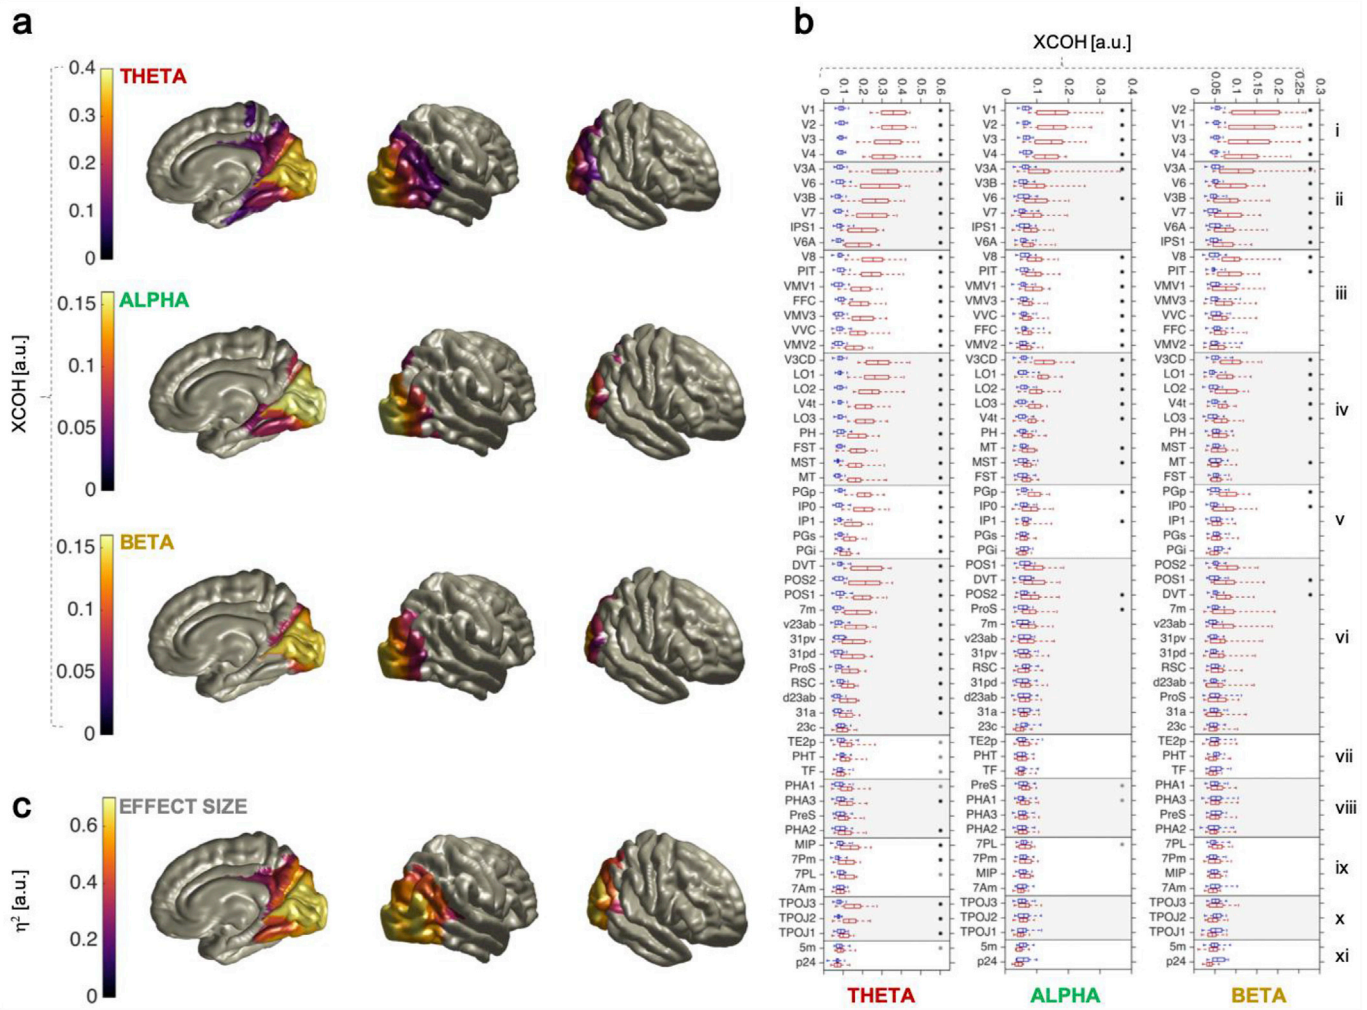 a
b
XCOH [a.u.]
0.4
THETA
0.3
0.2
0.1
0
0.15
ALPHA
0.1
0.05
0
XCOH [a.u.]
0.15
BETA
0.1
0.05
0
c
EFFECT SIZE
0.6
0.4
0.2
0
η² [a.u.]
0 0.1 0.2 0.3 0.4 0.5 0.6
0 0.1 0.2 0.3 0.4
0 0.05 0.1 0.15 0.2 0.25 0.3
V1 V1 V2
V2 V2 V1 i
V3 V3 V3
V4 V4 V4
V3A V3A V3A
V6 V3B V6
V3B V6 V3B ii
V7 V7 V7
IPS1 IPS1 V6A
V6A V6A IPS1
V8 V8 V8
PIT PIT PIT
VMV1 VMV1 VMV1 iii
FFC VMV3 VMV3
VMV3 VVC VVC
VVC FFC FFC
VMV2 VMV2 VMV2
V3CD V3CD V3CD
LO1 LO1 LO1
LO2 LO2 LO2
V4t LO3 V4t iv
LO3 V4t LO3
PH PH PH
FST MT MST
MST MST MT
MT FST FST
PGp PGp PGp
IP0 IP0 IP0
IP1 IP1 IP1 v
PGs PGs PGs
PGi PGi PGi
DVT POS1 POS2
POS2 DVT POS1
POS1 POS2 DVT
7m ProS 7m
v23ab 7m v23ab
31pv v23ab 31pv vi
31pd 31pv 31pd
ProS RSC RSC
RSC 31pd d23ab
d23ab d23ab ProS
31a 31a 31a
23c 23c 23c
TE2p TE2p TE2p
PHT PHT PHT vii
TF TF TF
PHA1 PreS PHA1
PHA3 PHA1 PHA3 viii
PreS PHA3 PreS
PHA2 PHA2 PHA2
MIP 7PL 7PL
7Pm 7Pm 7Pm ix
7PL MIP MIP
7Am 7Am 7Am
TPOJ3 TPOJ3 TPOJ3
TPOJ2 TPOJ2 TPOJ2 x
TPOJ1 TPOJ1 TPOJ1
5m 5m 5m xi
p24 p24 p24
THETA ALPHA BETA